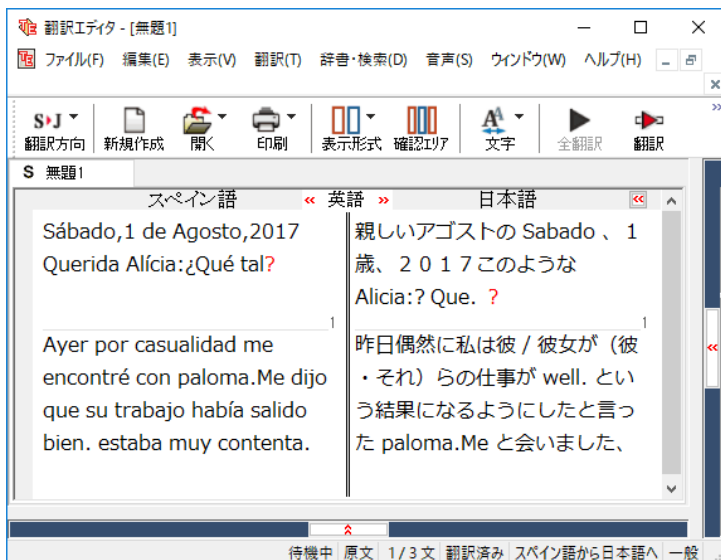 翻訳エディタ - [無題1]
ファイル(F) 編集(E) 表示(V) 翻訳(T) 辞書・検索(D) 音声(S) ウィンドウ(W) ヘルプ(H)
S▸J
翻訳方向 新規作成 開く 印刷 表示形式 確認エリア 文字 全翻訳 翻訳
S 無題1
スペイン語 « 英語 » 日本語 «
Sábado,1 de Agosto,2017
Querida Alícia:¿Qué tal?
1
親しいアゴストの Sabado 、 1
歳、２０１７このような
Alicia:? Que. ？
1
Ayer por casualidad me
encontré con paloma.Me dijo
que su trabajo había salido
bien. estaba muy contenta.
昨日偶然に私は彼 / 彼女が（彼
・それ）らの仕事が well. とい
う結果になるようにしたと言っ
た paloma.Me と会いました、
待機中 原文 1/3文 翻訳済み スペイン語から日本語へ 一般